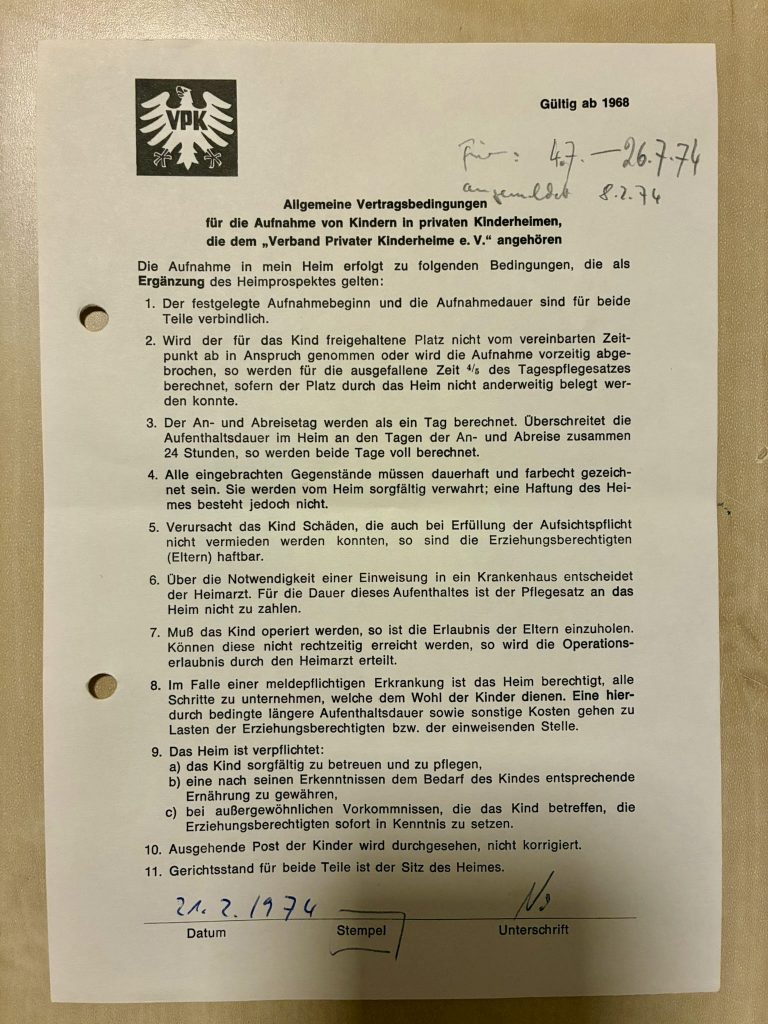 VPK
Gültig ab 1968
Für: 4.7. — 26.7.74
angemeldet 8.2.74
Allgemeine Vertragsbedingungen
für die Aufnahme von Kindern in privaten Kinderheimen,
die dem „Verband Privater Kinderheime e. V.“ angehören
Die Aufnahme in mein Heim erfolgt zu folgenden Bedingungen, die als
Ergänzung des Heimprospektes gelten:
1. Der festgelegte Aufnahmebeginn und die Aufnahmedauer sind für beide
Teile verbindlich.
2. Wird der für das Kind freigehaltene Platz nicht vom vereinbarten Zeit-
punkt ab in Anspruch genommen oder wird die Aufnahme vorzeitig abge-
brochen, so werden für die ausgefallene Zeit 4/5 des Tagespflegesatzes
berechnet, sofern der Platz durch das Heim nicht anderweitig belegt wer-
den konnte.
3. Der An- und Abreisetag werden als ein Tag berechnet. Überschreitet die
Aufenthaltsdauer im Heim an den Tagen der An- und Abreise zusammen
24 Stunden, so werden beide Tage voll berechnet.
4. Alle eingebrachten Gegenstände müssen dauerhaft und farbecht gezeich-
net sein. Sie werden vom Heim sorgfältig verwahrt; eine Haftung des Hei-
mes besteht jedoch nicht.
5. Verursacht das Kind Schäden, die auch bei Erfüllung der Aufsichtspflicht
nicht vermieden werden konnten, so sind die Erziehungsberechtigten
(Eltern) haftbar.
6. Über die Notwendigkeit einer Einweisung in ein Krankenhaus entscheidet
der Heimarzt. Für die Dauer dieses Aufenthaltes ist der Pflegesatz an das
Heim nicht zu zahlen.
7. Muß das Kind operiert werden, so ist die Erlaubnis der Eltern einzuholen.
Können diese nicht rechtzeitig erreicht werden, so wird die Operations-
erlaubnis durch den Heimarzt erteilt.
8. Im Falle einer meldepflichtigen Erkrankung ist das Heim berechtigt, alle
Schritte zu unternehmen, welche dem Wohl der Kinder dienen. Eine hier-
durch bedingte längere Aufenthaltsdauer sowie sonstige Kosten gehen zu
Lasten der Erziehungsberechtigten bzw. der einweisenden Stelle.
9. Das Heim ist verpflichtet:
a) das Kind sorgfältig zu betreuen und zu pflegen,
b) eine nach seinen Erkenntnissen dem Bedarf des Kindes entsprechende
Ernährung zu gewähren,
c) bei außergewöhnlichen Vorkommnissen, die das Kind betreffen, die
Erziehungsberechtigten sofort in Kenntnis zu setzen.
10. Ausgehende Post der Kinder wird durchgesehen, nicht korrigiert.
11. Gerichtsstand für beide Teile ist der Sitz des Heimes.
21. 2. 1974
Datum Stempel Unterschrift